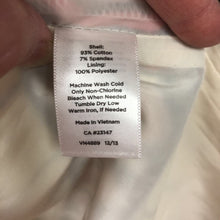 Shell:
93% Cotton
7% Spandex
Lining:
100% Polyester
Machine Wash Cold
Only Non-Chlorine
Bleach When Needed
Tumble Dry Low
Warm Iron, If Needed
Made in Vietnam
CA #23147
VN4889 12/13